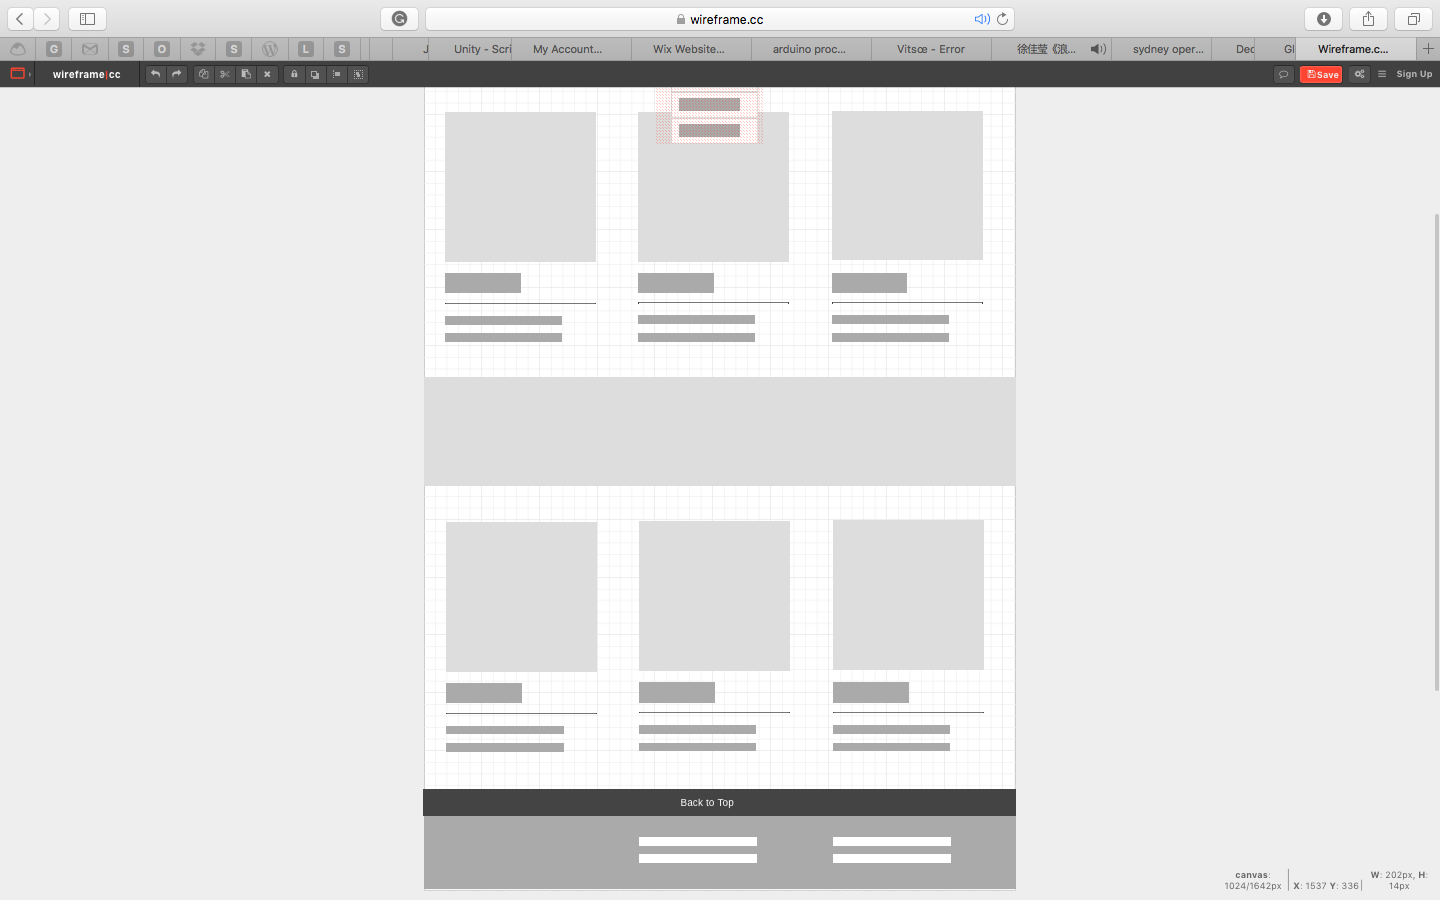 wireframe.cc
G
S
O
S
L
S
J
Unity - Scri
My Account...
Wix Website...
arduino proc...
Vitsœ - Error
徐佳莹《浪...
sydney oper...
Dec
Gl
Wireframe.c...
wireframe|cc
Save
Sign Up
Back to Top
canvas:
1024/1642px
X: 1537 Y: 336
W: 202px, H:
14px